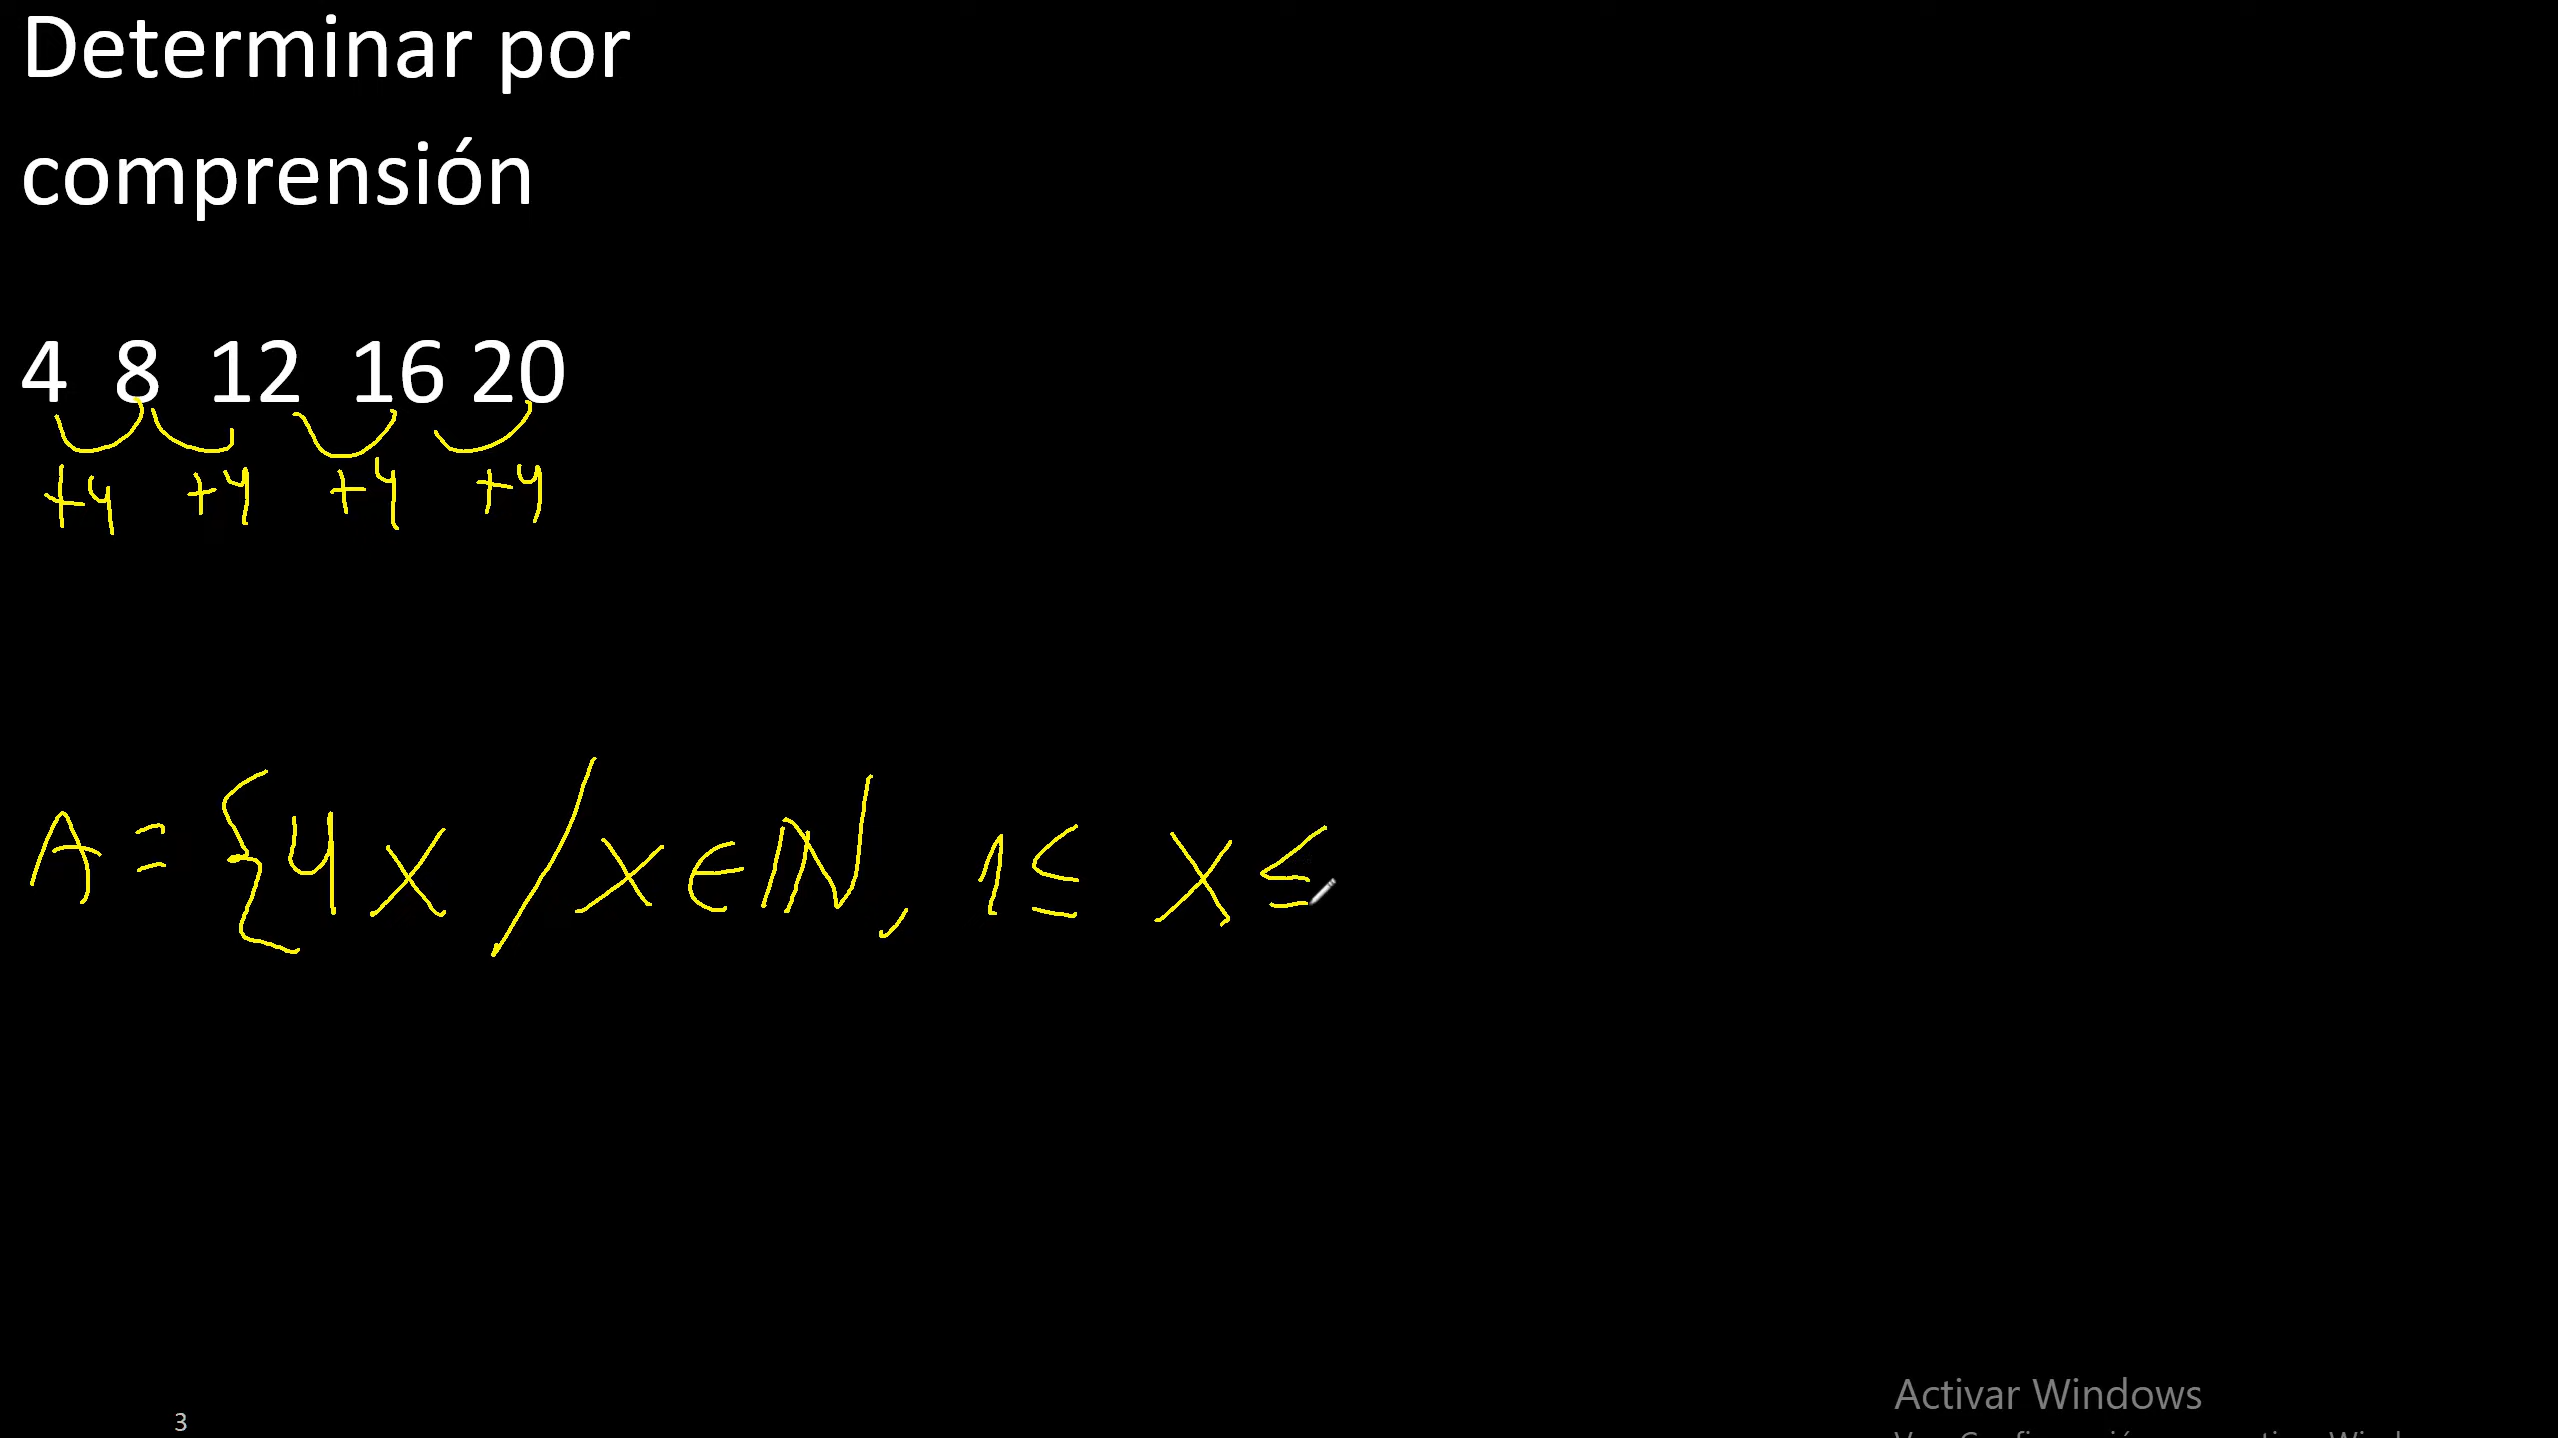 Determinar por
comprensión
4 8 12 16 20
+4 +4 +4 +4
A = {4x / x ∈ N, 1 ≤ x ≤
Activar Windows
3